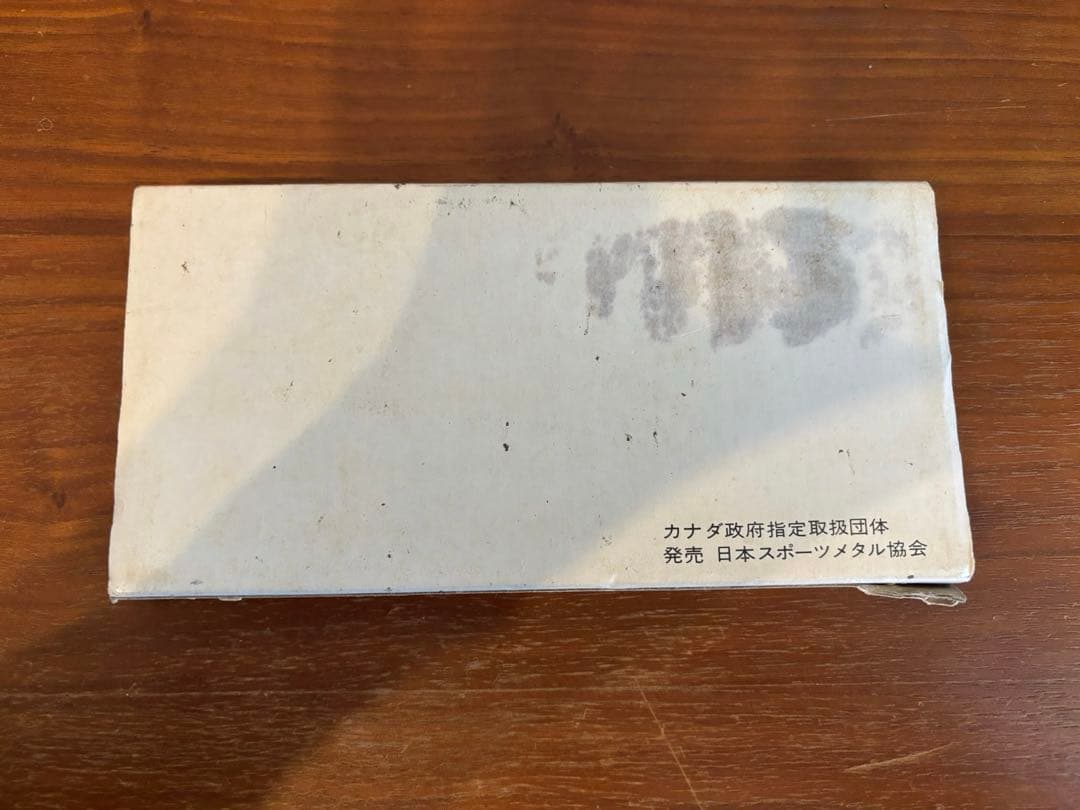 カナダ政府指定取扱団体
発売 日本スポーツメタル協会